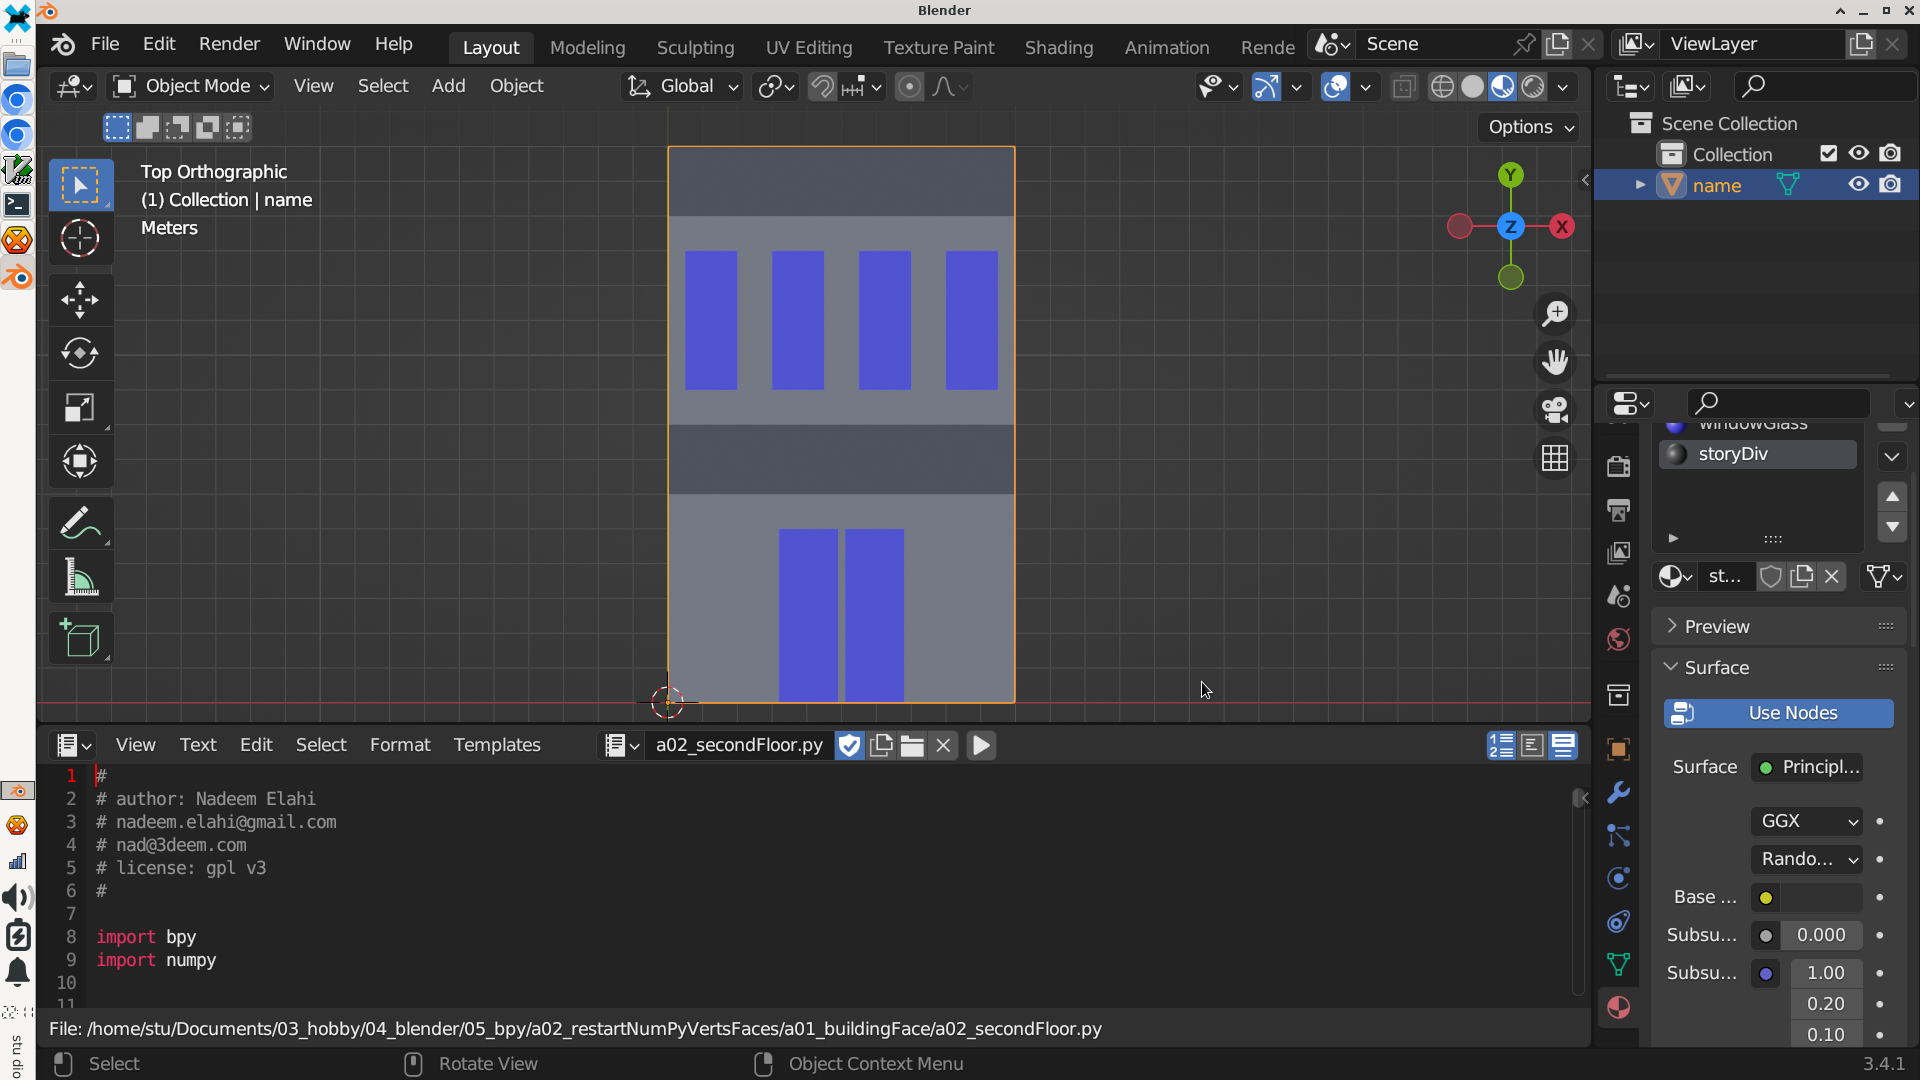 Blender
File Edit Render Window Help Layout Modeling Sculpting UV Editing Texture Paint Shading Animation Rende Scene ViewLayer
Object Mode View Select Add Object Global
Options
Top Orthographic
(1) Collection | name
Meters
Y
Z
X
Scene Collection
Collection
name
windowGlass
storyDiv
st...
Preview
Surface
Use Nodes
Surface Principl...
GGX
Rando...
Base ...
Subsu... 0.000
Subsu... 1.00
0.20
0.10
View Text Edit Select Format Templates a02_secondFloor.py
1 #
2 # author: Nadeem Elahi
3 # nadeem.elahi@gmail.com
4 # nad@3deem.com
5 # license: gpl v3
6 #
7
8 import bpy
9 import numpy
10
11
File: /home/stu/Documents/03_hobby/04_blender/05_bpy/a02_restartNumPyVertsFaces/a01_buildingFace/a02_secondFloor.py
Select Rotate View Object Context Menu 3.4.1
stu dio